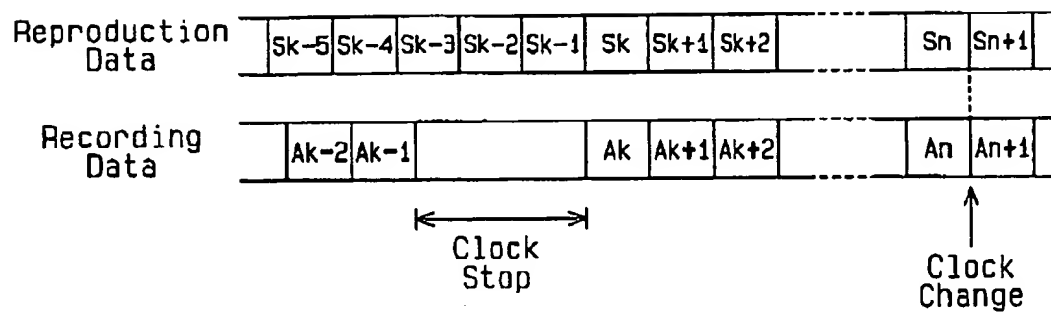 Reproduction
Data
Sk-5 Sk-4 Sk-3 Sk-2 Sk-1 Sk Sk+1 Sk+2 Sn Sn+1
Recording
Data
Ak-2 Ak-1 Ak Ak+1 Ak+2 An An+1
Clock
Stop
Clock
Change